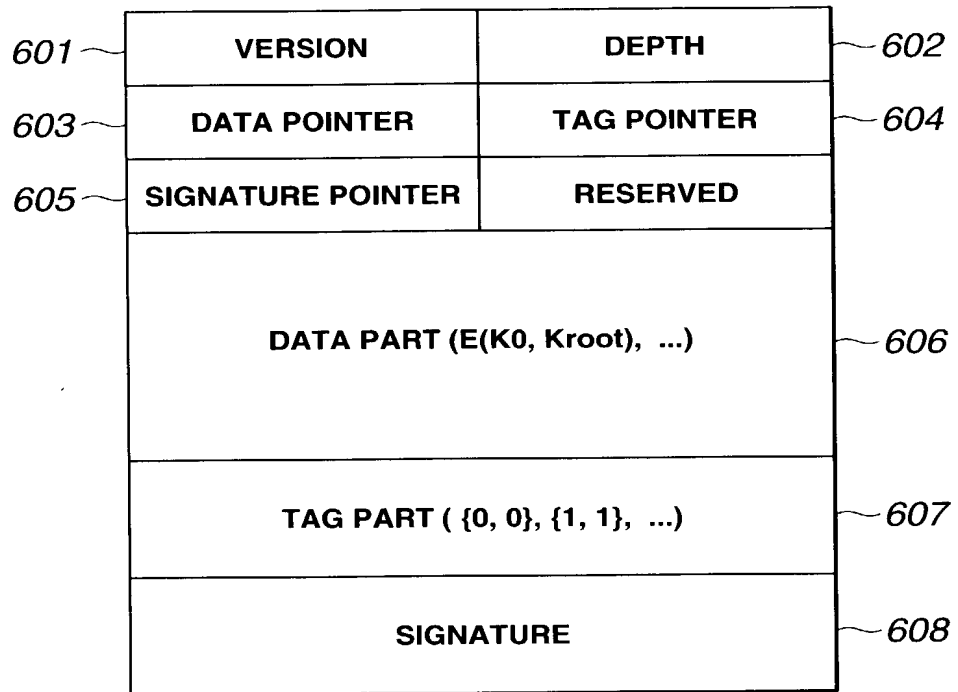 601 VERSION DEPTH 602
603 DATA POINTER TAG POINTER 604
605 SIGNATURE POINTER RESERVED
DATA PART (E(K0, Kroot), ...) 606
TAG PART ( {0, 0}, {1, 1}, ...) 607
SIGNATURE 608